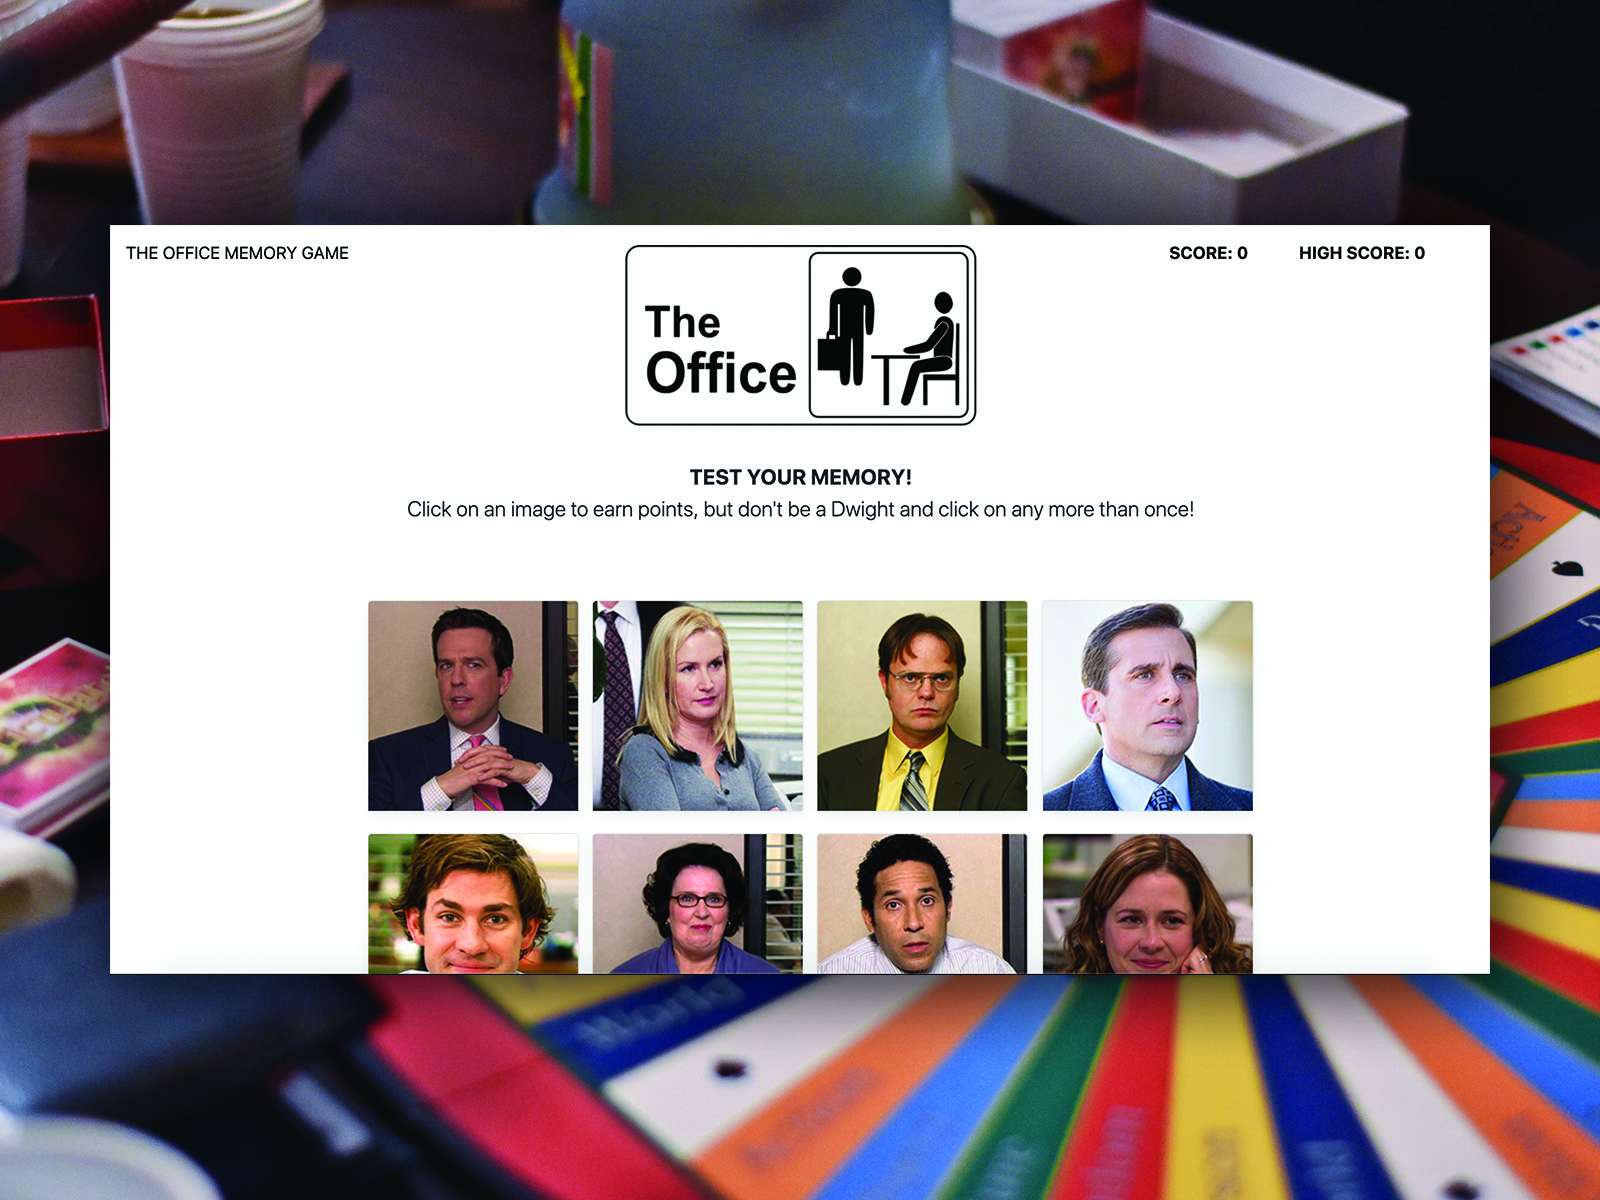 THE OFFICE MEMORY GAME
SCORE: 0
HIGH SCORE: 0
The
Office
TEST YOUR MEMORY!
Click on an image to earn points, but don't be a Dwight and click on any more than once!
World